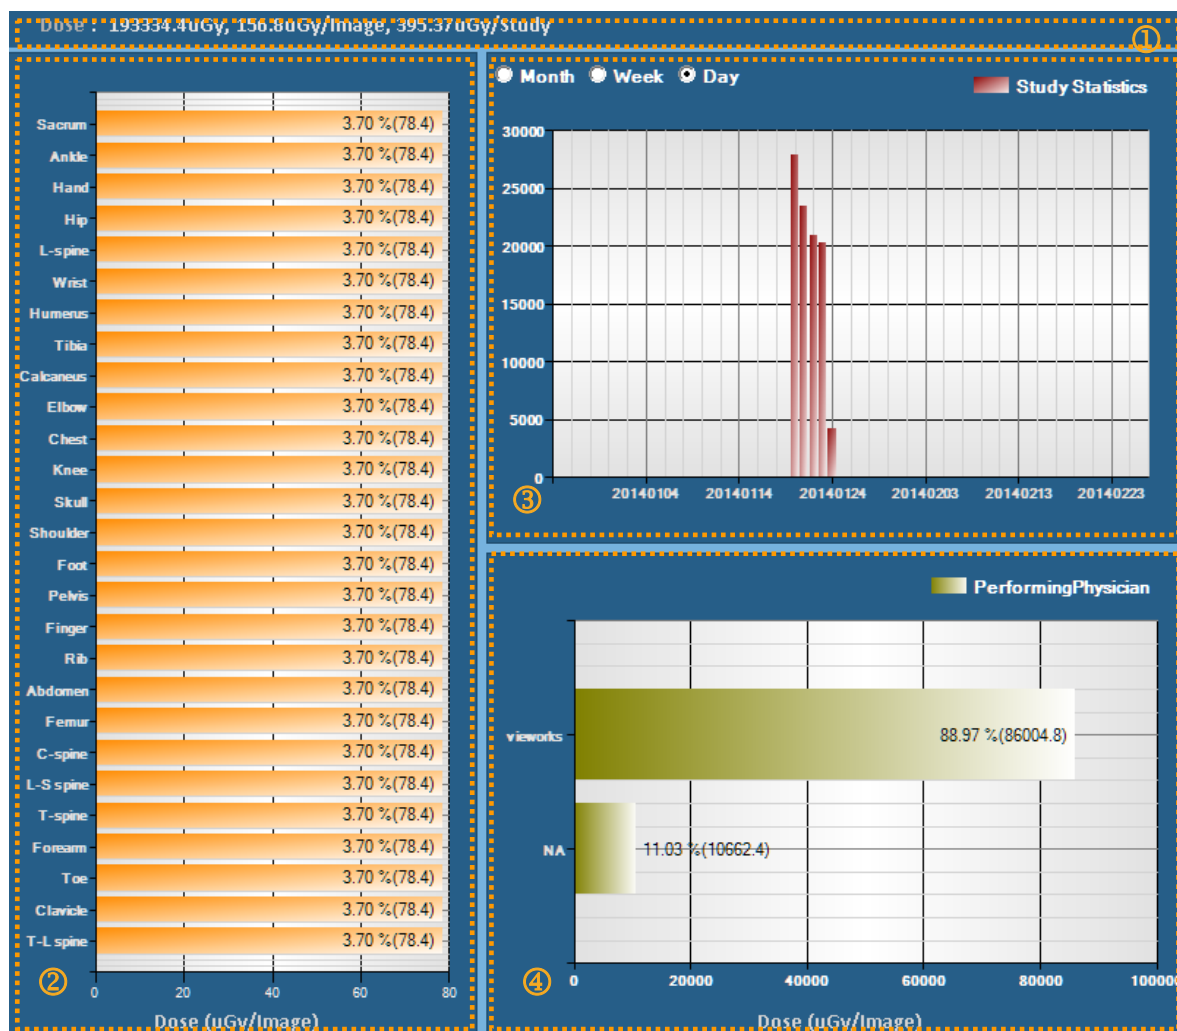 Dose : 193334.4uGy, 156.8uGy/Image, 395.37uGy/Study
①
Sacrum 3.70 %(78.4)
Ankle 3.70 %(78.4)
Hand 3.70 %(78.4)
Hip 3.70 %(78.4)
L-spine 3.70 %(78.4)
Wrist 3.70 %(78.4)
Humerus 3.70 %(78.4)
Tibia 3.70 %(78.4)
Calcaneus 3.70 %(78.4)
Elbow 3.70 %(78.4)
Chest 3.70 %(78.4)
Knee 3.70 %(78.4)
Skull 3.70 %(78.4)
Shoulder 3.70 %(78.4)
Foot 3.70 %(78.4)
Pelvis 3.70 %(78.4)
Finger 3.70 %(78.4)
Rib 3.70 %(78.4)
Abdomen 3.70 %(78.4)
Femur 3.70 %(78.4)
C-spine 3.70 %(78.4)
L-S spine 3.70 %(78.4)
T-spine 3.70 %(78.4)
Forearm 3.70 %(78.4)
Toe 3.70 %(78.4)
Clavicle 3.70 %(78.4)
T-L spine 3.70 %(78.4)
②
0 20 40 60 80
Dose (uGy/Image)
Month Week Day
Study Statistics
30000
25000
20000
15000
10000
5000
0
③
20140104 20140114 20140124 20140203 20140213 20140223
PerformingPhysician
vieworks 88.97 %(86004.8)
NA 11.03 %(10662.4)
④
0 20000 40000 60000 80000 100000
Dose (uGy/Image)